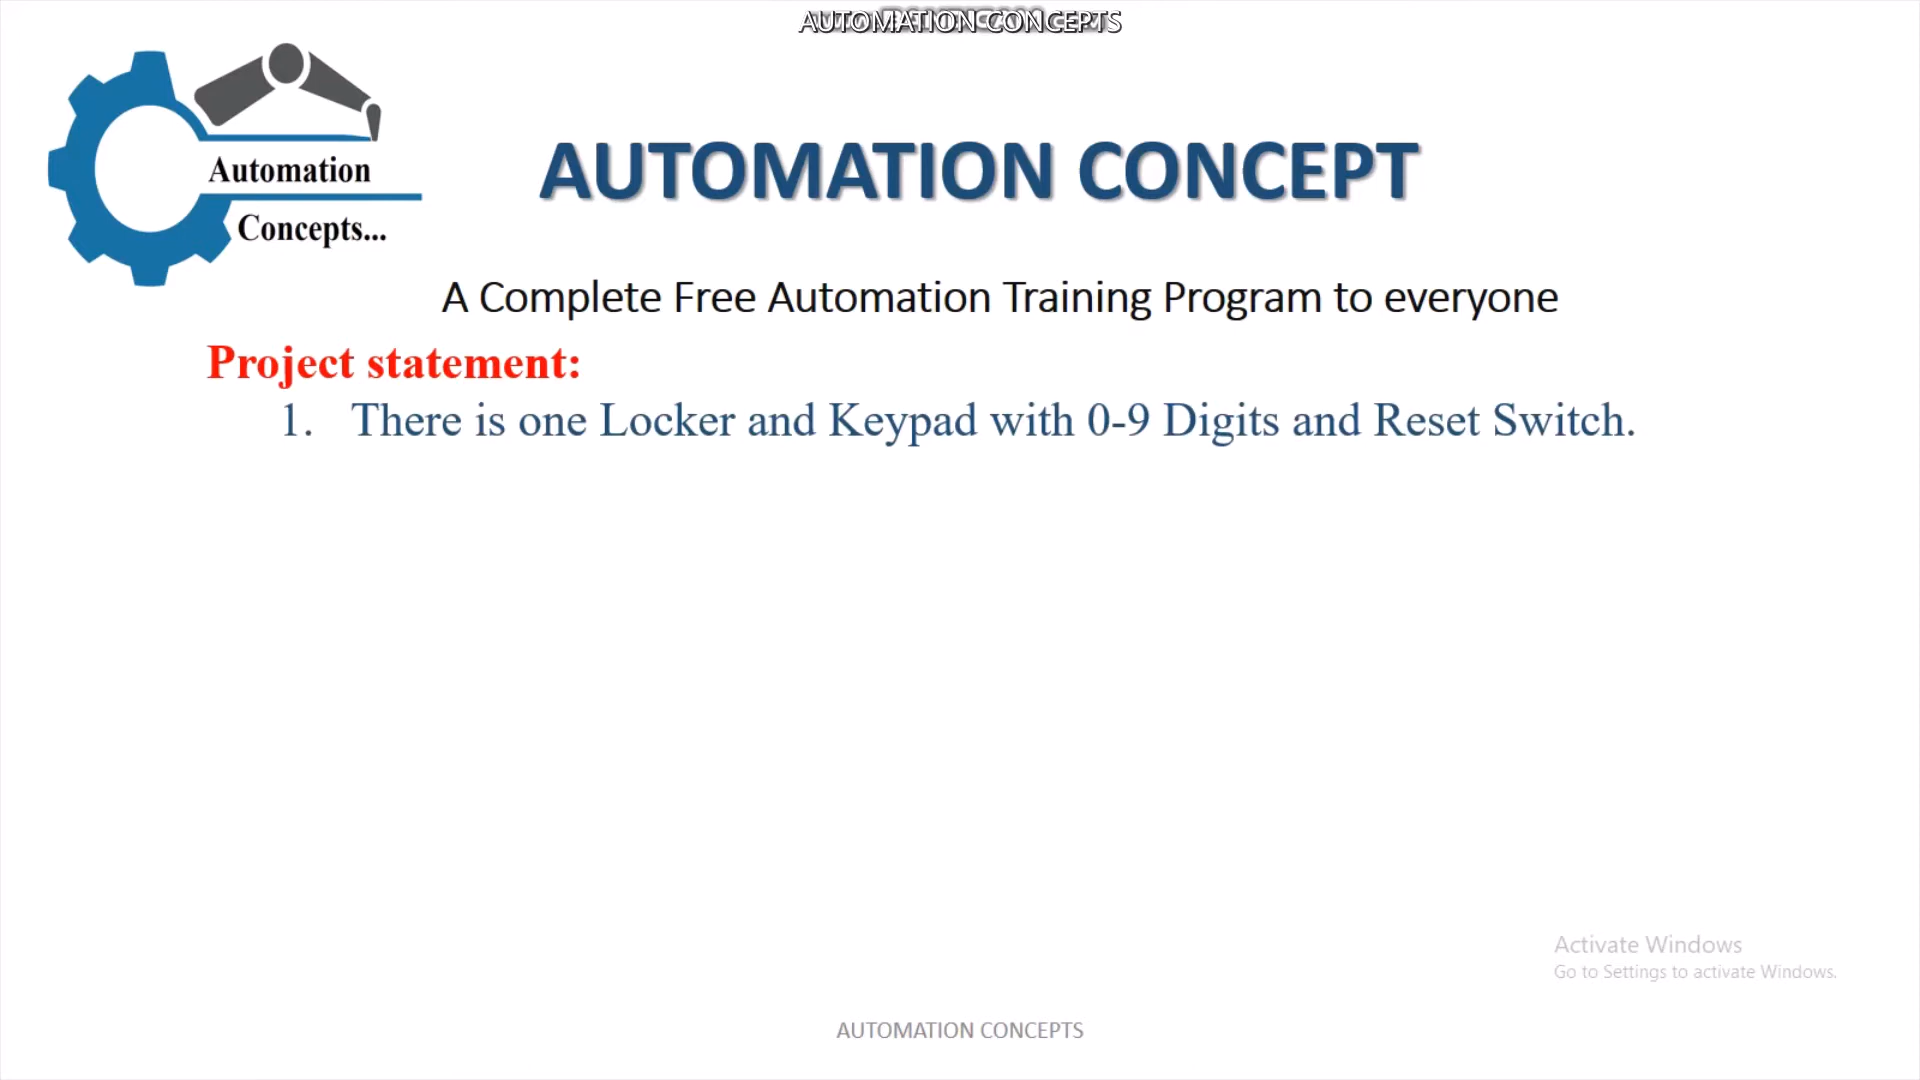 AUTOMATION CONCEPTS
Automation
Concepts...
AUTOMATION CONCEPT
A Complete Free Automation Training Program to everyone
Project statement:
1. There is one Locker and Keypad with 0-9 Digits and Reset Switch.
Activate Windows
Go to Settings to activate Windows.
AUTOMATION CONCEPTS